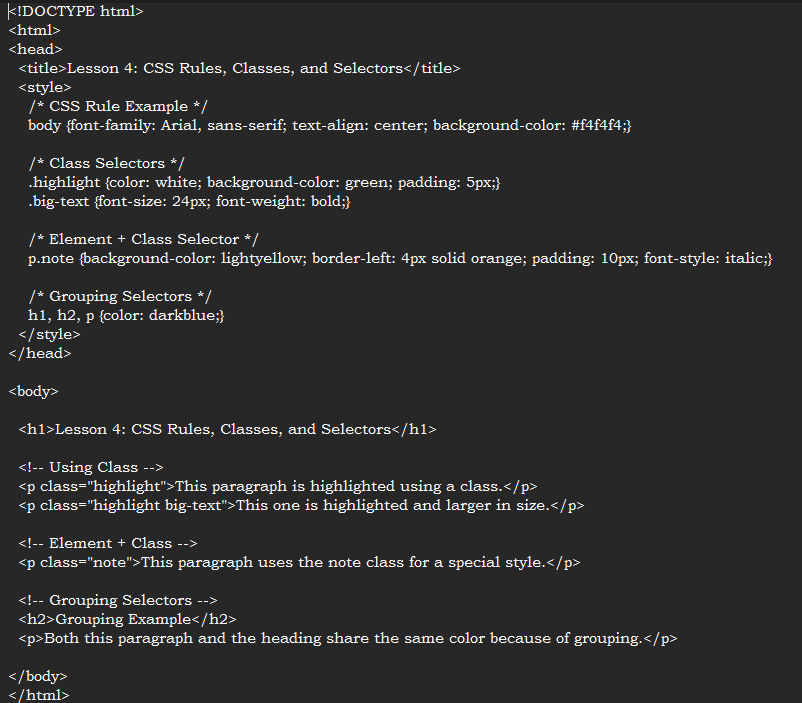 <!DOCTYPE html>
<html>
<head>
<title>Lesson 4: CSS Rules, Classes, and Selectors</title>
<style>
/* CSS Rule Example */
body {font-family: Arial, sans-serif; text-align: center; background-color: #f4f4f4;}
/* Class Selectors */
.highlight {color: white; background-color: green; padding: 5px;}
.big-text {font-size: 24px; font-weight: bold;}
/* Element + Class Selector */
p.note {background-color: lightyellow; border-left: 4px solid orange; padding: 10px; font-style: italic;}
/* Grouping Selectors */
h1, h2, p {color: darkblue;}
</style>
</head>
<body>
<h1>Lesson 4: CSS Rules, Classes, and Selectors</h1>
<!-- Using Class -->
<p class="highlight">This paragraph is highlighted using a class.</p>
<p class="highlight big-text">This one is highlighted and larger in size.</p>
<!-- Element + Class -->
<p class="note">This paragraph uses the note class for a special style.</p>
<!-- Grouping Selectors -->
<h2>Grouping Example</h2>
<p>Both this paragraph and the heading share the same color because of grouping.</p>
</body>
</html>